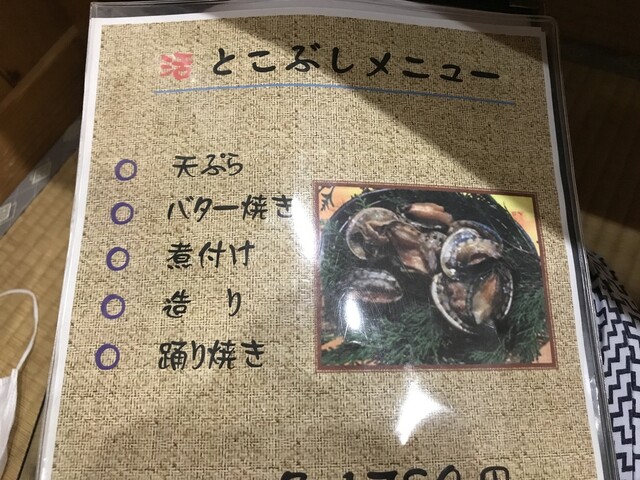 活 とこぶしメニュー
○ 天ぷら
○ バター焼き
○ 煮付け
○ 造り
○ 踊り焼き